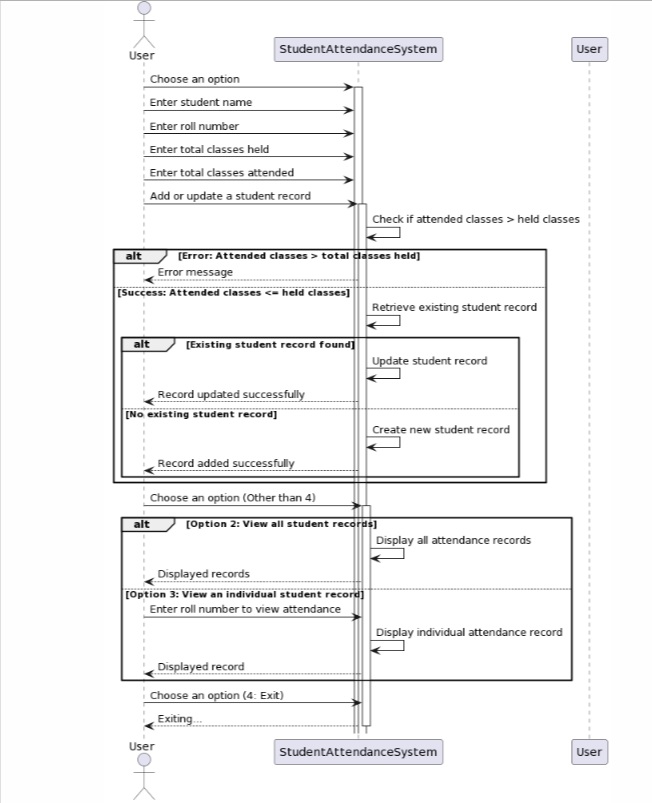 User
StudentAttendanceSystem
User
Choose an option
Enter student name
Enter roll number
Enter total classes held
Enter total classes attended
Add or update a student record
Check if attended classes > held classes
alt
[Error: Attended classes > total classes held]
Error message
[Success: Attended classes <= held classes]
Retrieve existing student record
alt
[Existing student record found]
Update student record
Record updated successfully
[No existing student record]
Create new student record
Record added successfully
Choose an option (Other than 4)
alt
[Option 2: View all student records]
Display all attendance records
Displayed records
[Option 3: View an individual student record]
Enter roll number to view attendance
Display individual attendance record
Displayed record
Choose an option (4: Exit)
Exiting...
User
StudentAttendanceSystem
User